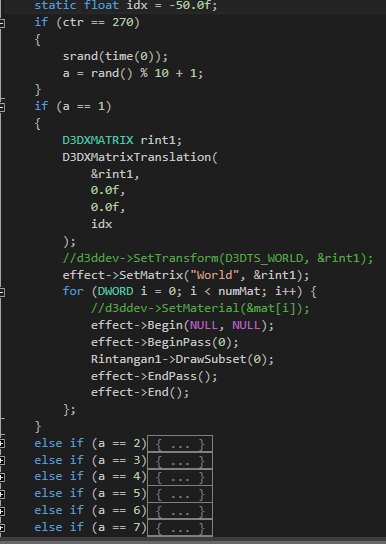 static float idx = -50.0f;
if (ctr == 270)
{
srand(time(0));
a = rand() % 10 + 1;
}
if (a == 1)
{
D3DXMATRIX rint1;
D3DXMatrixTranslation(
&rint1,
0.0f,
0.0f,
idx
);
//d3ddev->SetTransform(D3DTS_WORLD, &rint1);
effect->SetMatrix("World", &rint1);
for (DWORD i = 0; i < numMat; i++) {
//d3ddev->SetMaterial(&mat[i]);
effect->Begin(NULL, NULL);
effect->BeginPass(0);
Rintangan1->DrawSubset(0);
effect->EndPass();
effect->End();
};
}
else if (a == 2){ ... }
else if (a == 3){ ... }
else if (a == 4){ ... }
else if (a == 5){ ... }
else if (a == 6){ ... }
else if (a == 7){ ... }